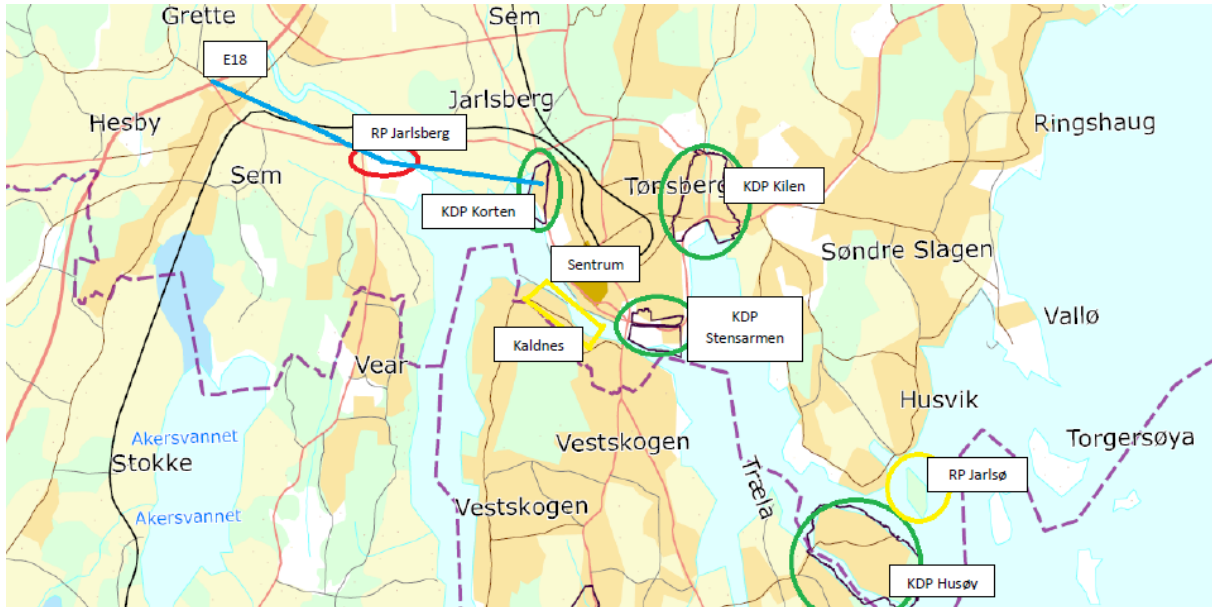 Grette
Sem
E18
Jarlsberg
Hesby
Ringshaug
RP Jarlsberg
Sem
Tønsberg
KDP Kilen
KDP Korten
Søndre Slagen
Sentrum
Vallø
KDP
Stensarmen
Kaldnes
Vear
Husvik
Akersvannet
Vestskogen
Torgersøya
Stokke
RP Jarlsø
Træla
Vestskogen
Akersvannet
KDP Husøy